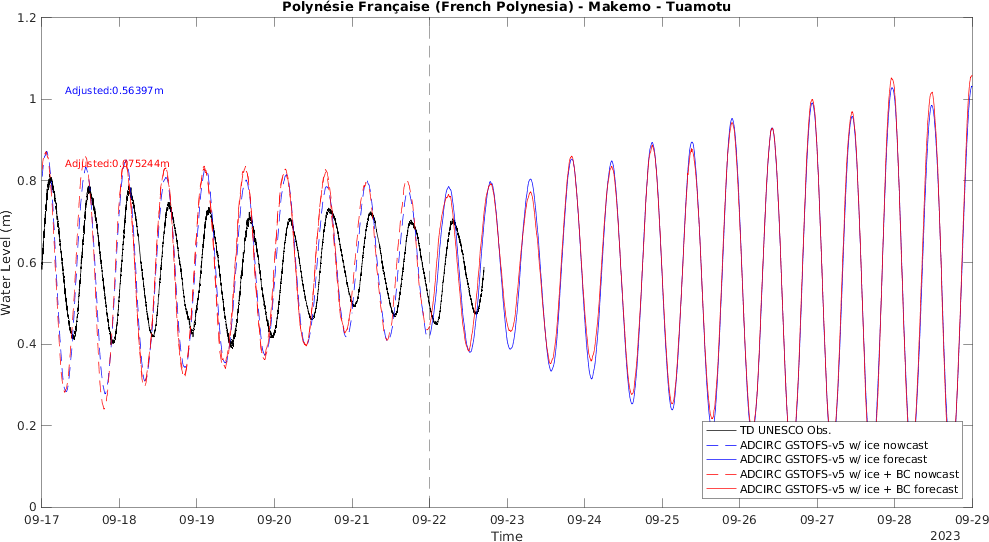 Polynésie Française (French Polynesia) - Makemo - Tuamotu
1.2
1
0.8
0.6
0.4
0.2
0
Water Level (m)
Adjusted:0.56397m
Adjusted:0.075244m
TD UNESCO Obs.
ADCIRC GSTOFS-v5 w/ ice nowcast
ADCIRC GSTOFS-v5 w/ ice forecast
ADCIRC GSTOFS-v5 w/ ice + BC nowcast
ADCIRC GSTOFS-v5 w/ ice + BC forecast
09-17 09-18 09-19 09-20 09-21 09-22 09-23 09-24 09-25 09-26 09-27 09-28 09-29
Time
2023